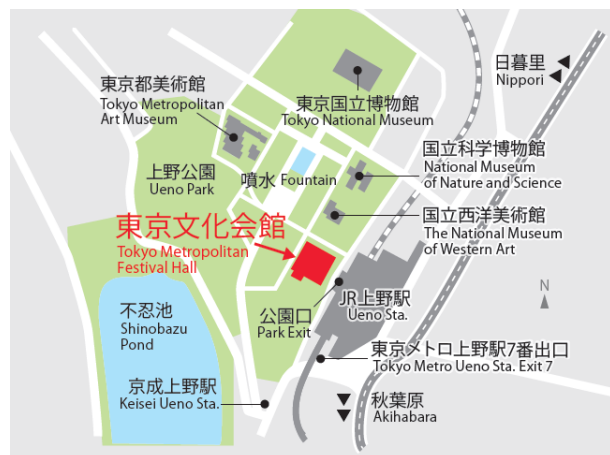 日暮里
Nippori
東京都美術館
Tokyo Metropolitan
Art Museum
東京国立博物館
Tokyo National Museum
国立科学博物館
National Museum
of Nature and Science
上野公園
Ueno Park
噴水 Fountain
国立西洋美術館
The National Museum
of Western Art
東京文化会館
Tokyo Metropolitan
Festival Hall
N
JR上野駅
Ueno Sta.
公園口
Park Exit
不忍池
Shinobazu
Pond
東京メトロ上野駅7番出口
Tokyo Metro Ueno Sta. Exit 7
京成上野駅
Keisei Ueno Sta.
秋葉原
Akihabara